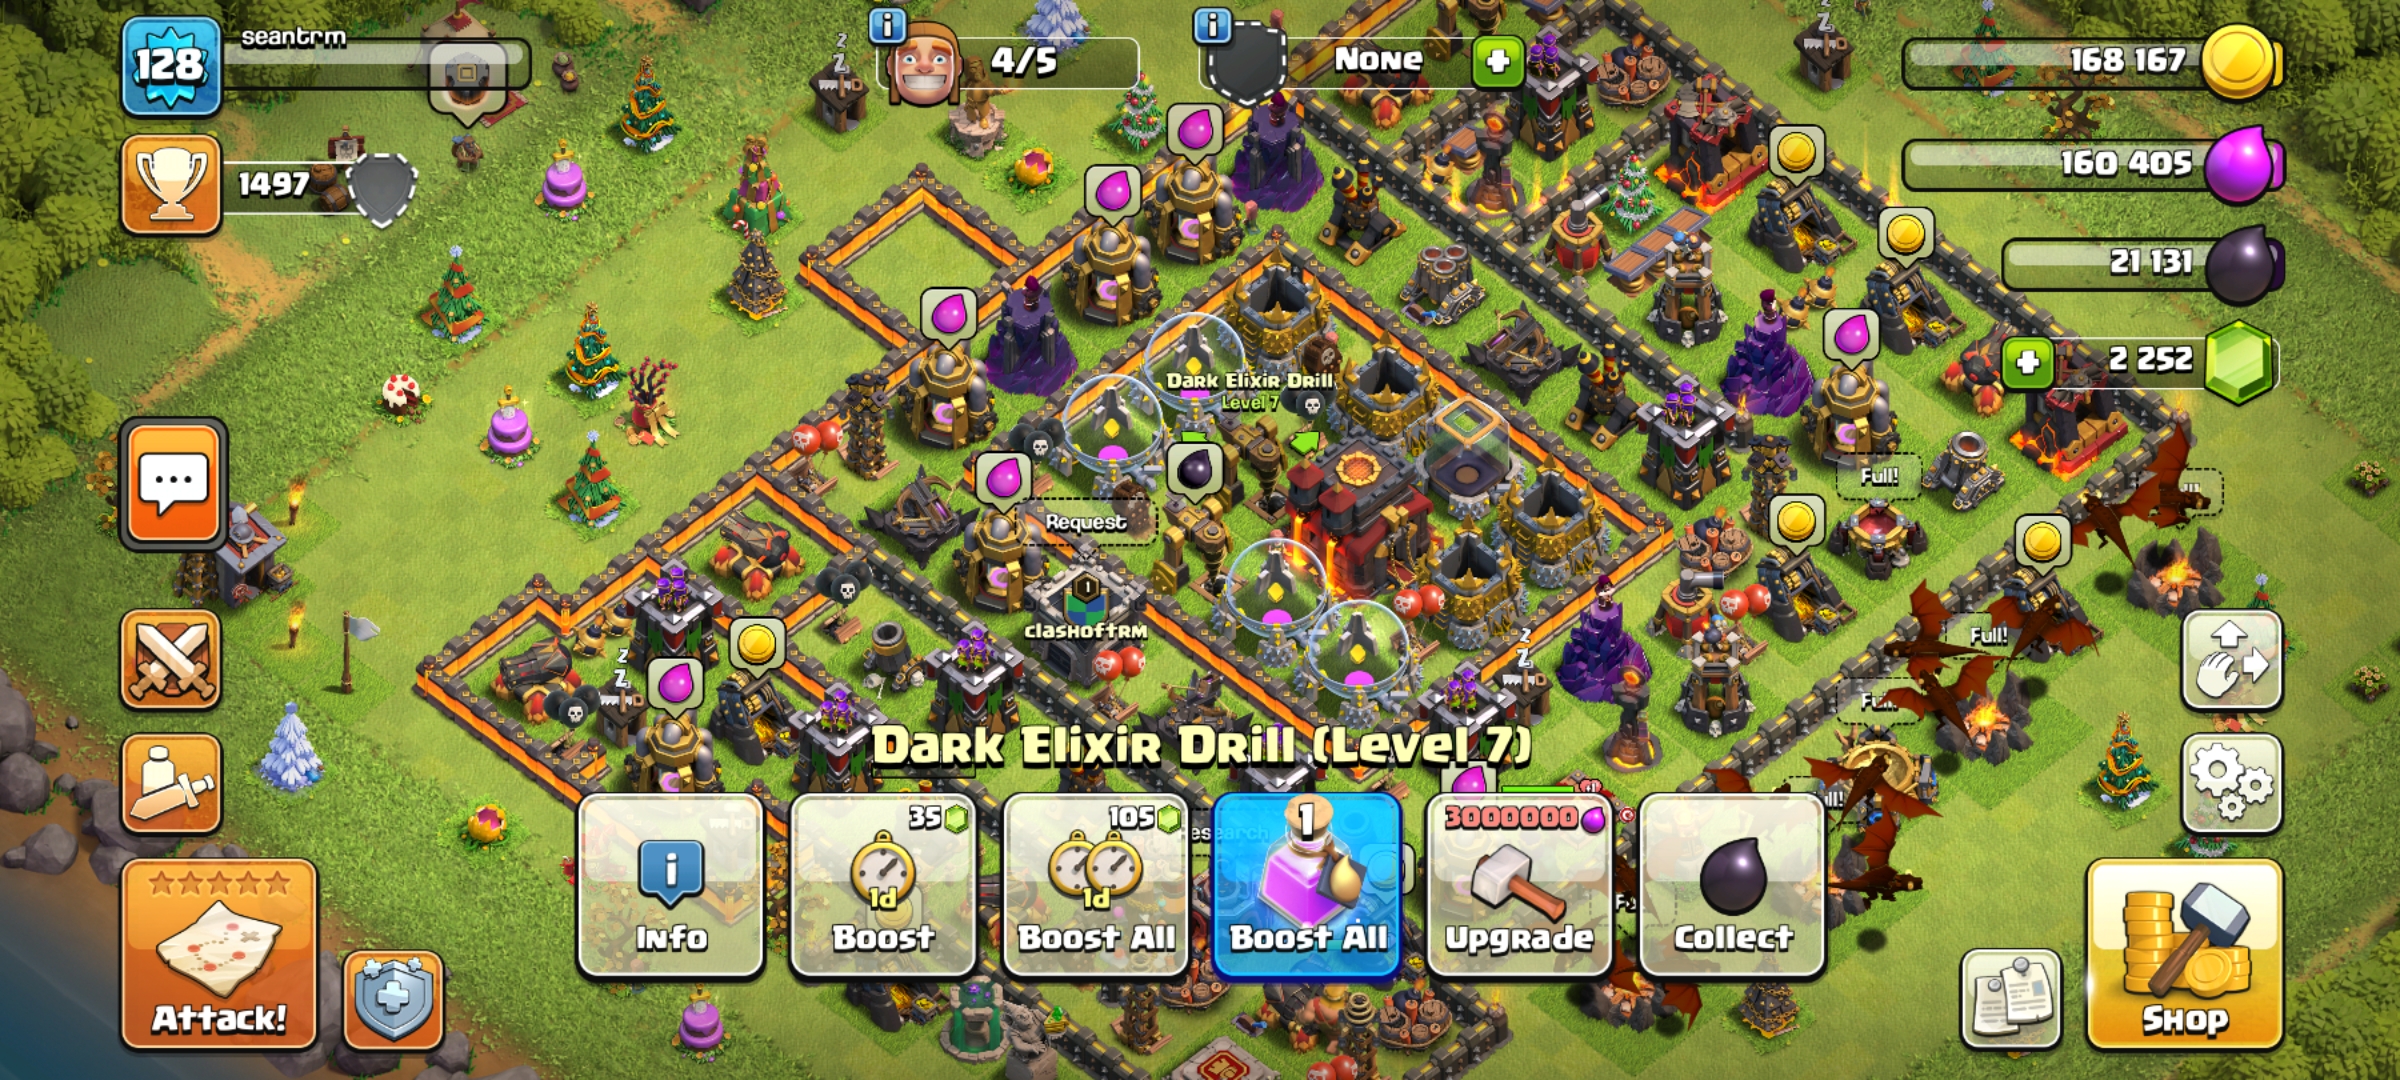 128
seantrm
4/5
None
168 167
1497
160 405
21 131
2 252
Dark Elixir Drill
Level 7
Full!
Request
1
clashoftrm
Full!
Dark Elixir Drill (Level 7)
35
1d
Boost
105
1d
Boost All
1
Boost All
3000000
Upgrade
Info
Collect
Attack!
Shop